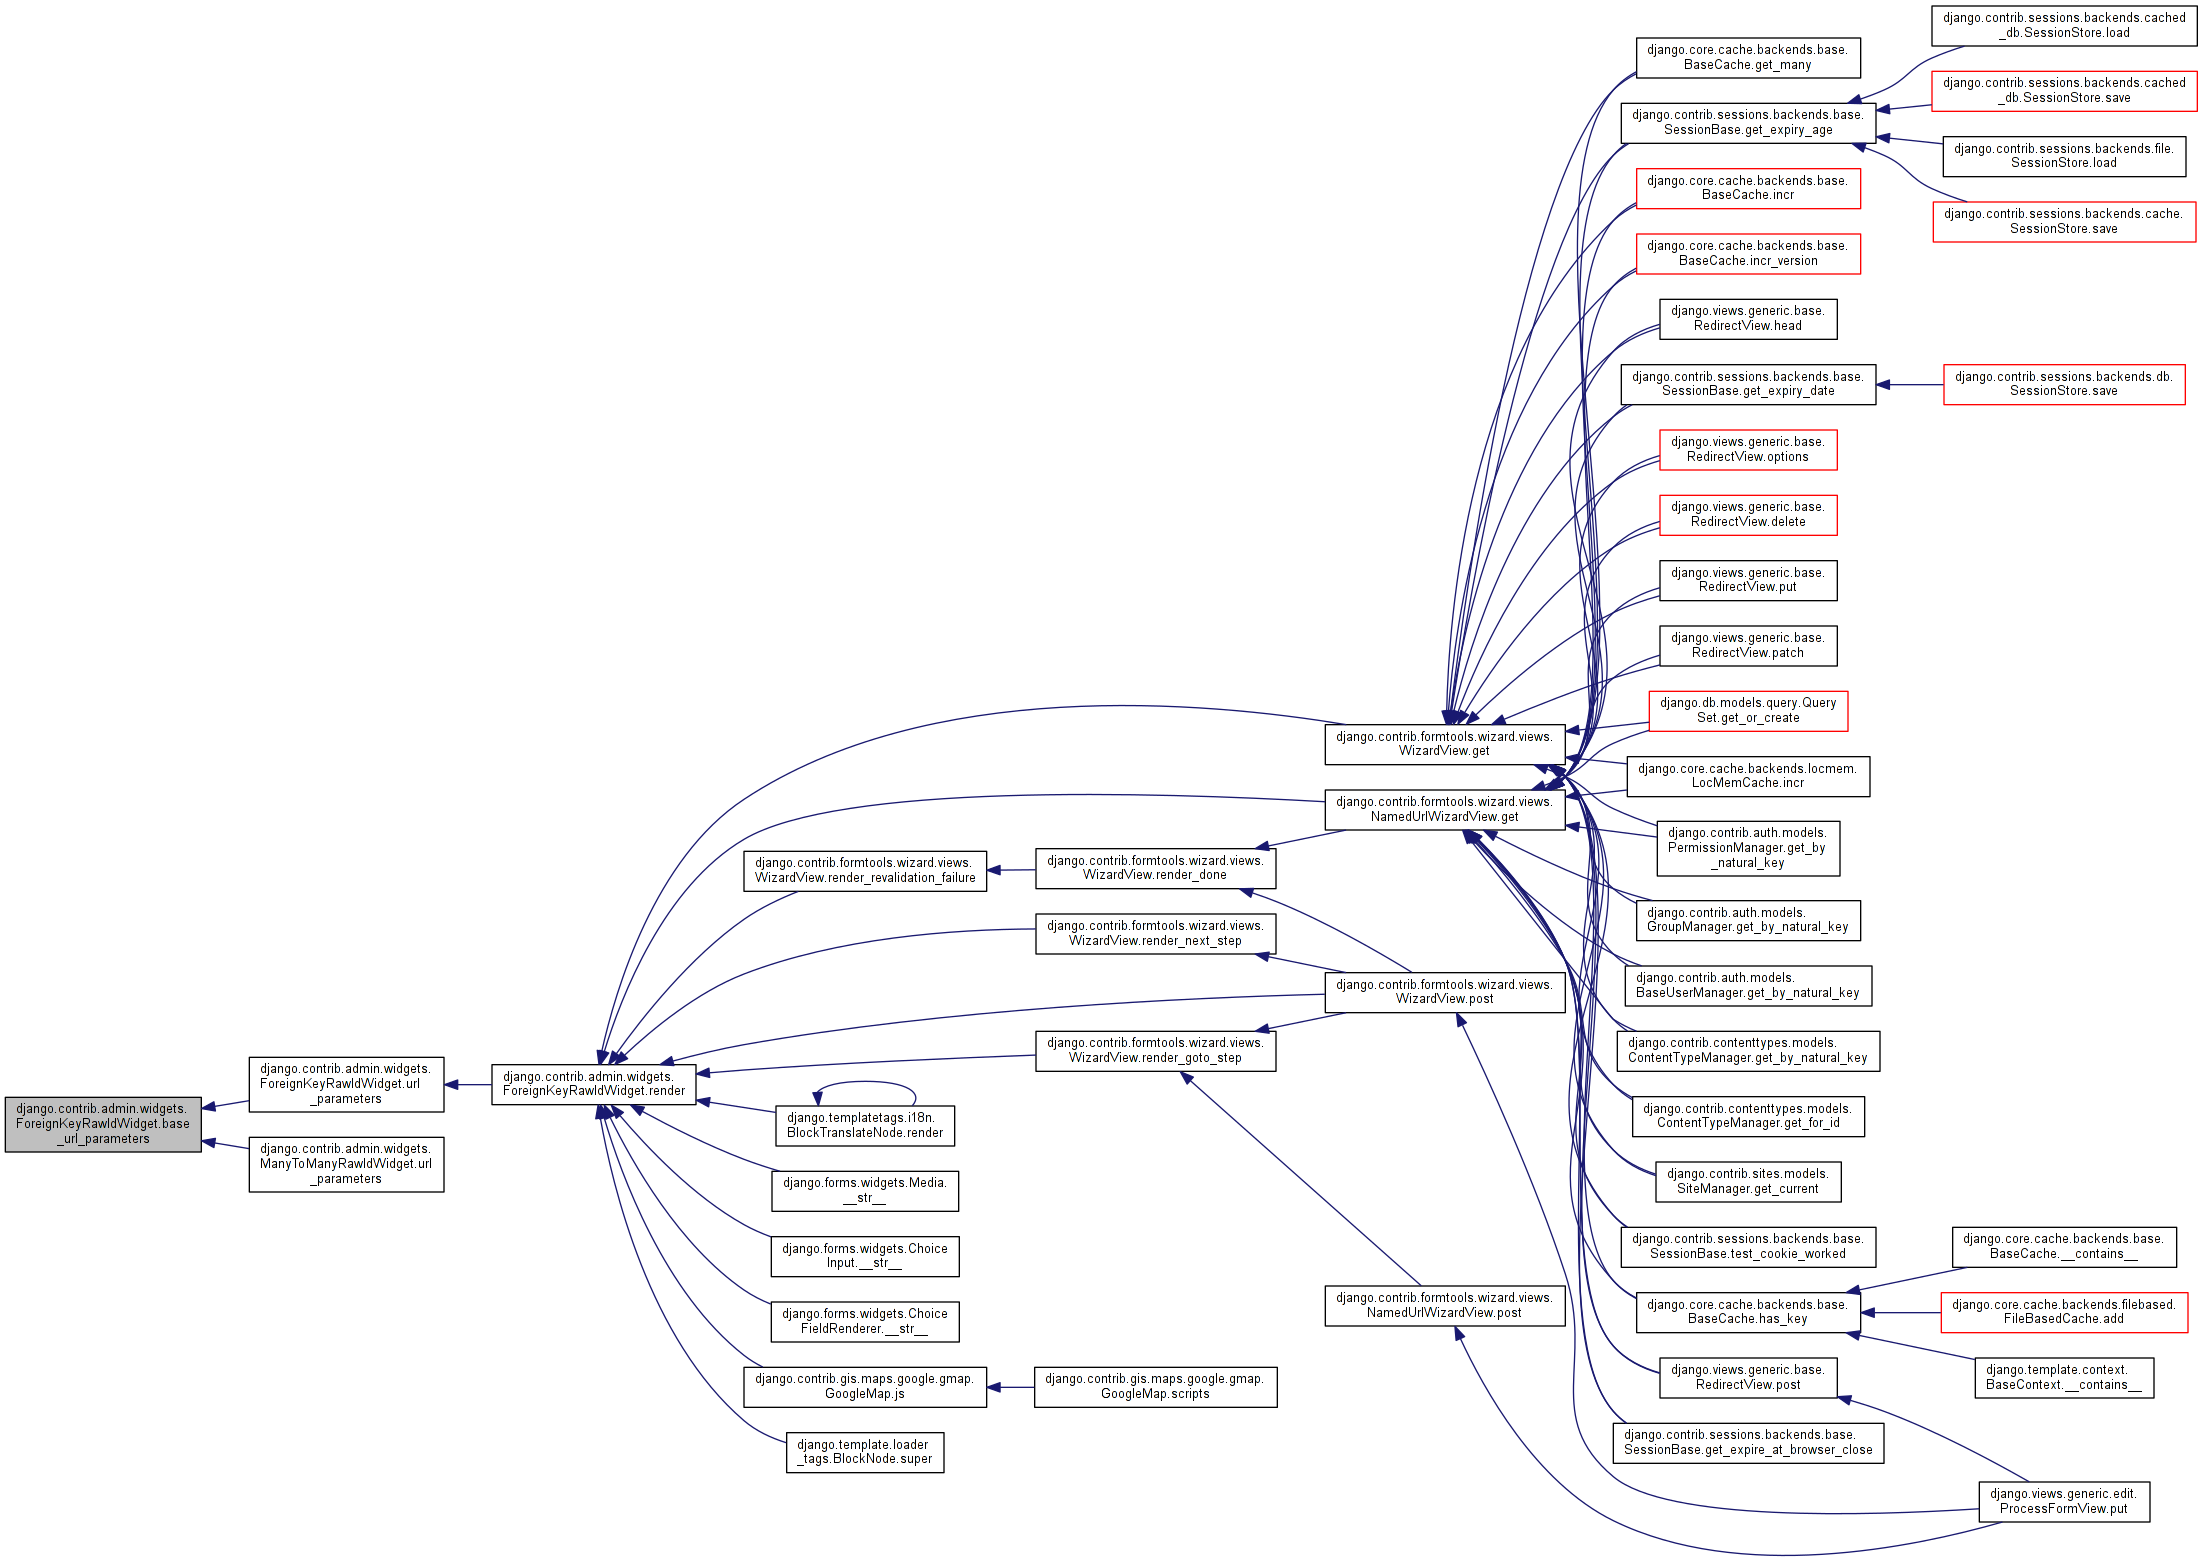 django.contrib.admin.widgets.
ForeignKeyRawIdWidget.base
_url_parameters
django.contrib.admin.widgets.
ForeignKeyRawIdWidget.url
_parameters
django.contrib.admin.widgets.
ManyToManyRawIdWidget.url
_parameters
django.contrib.admin.widgets.
ForeignKeyRawIdWidget.render
django.contrib.formtools.wizard.views.
WizardView.render_revalidation_failure
django.templatetags.i18n.
BlockTranslateNode.render
django.forms.widgets.Media.
__str__
django.forms.widgets.Choice
Input.__str__
django.forms.widgets.Choice
FieldRenderer.__str__
django.contrib.gis.maps.google.gmap.
GoogleMap.js
django.template.loader
_tags.BlockNode.super
django.contrib.formtools.wizard.views.
WizardView.render_done
django.contrib.formtools.wizard.views.
WizardView.render_next_step
django.contrib.formtools.wizard.views.
WizardView.render_goto_step
django.contrib.gis.maps.google.gmap.
GoogleMap.scripts
django.contrib.formtools.wizard.views.
WizardView.get
django.contrib.formtools.wizard.views.
NamedUrlWizardView.get
django.contrib.formtools.wizard.views.
WizardView.post
django.contrib.formtools.wizard.views.
NamedUrlWizardView.post
django.core.cache.backends.base.
BaseCache.get_many
django.contrib.sessions.backends.base.
SessionBase.get_expiry_age
django.core.cache.backends.base.
BaseCache.incr
django.core.cache.backends.base.
BaseCache.incr_version
django.views.generic.base.
RedirectView.head
django.contrib.sessions.backends.base.
SessionBase.get_expiry_date
django.views.generic.base.
RedirectView.options
django.views.generic.base.
RedirectView.delete
django.views.generic.base.
RedirectView.put
django.views.generic.base.
RedirectView.patch
django.db.models.query.Query
Set.get_or_create
django.core.cache.backends.locmem.
LocMemCache.incr
django.contrib.auth.models.
PermissionManager.get_by
_natural_key
django.contrib.auth.models.
GroupManager.get_by_natural_key
django.contrib.auth.models.
BaseUserManager.get_by_natural_key
django.contrib.contenttypes.models.
ContentTypeManager.get_by_natural_key
django.contrib.contenttypes.models.
ContentTypeManager.get_for_id
django.contrib.sites.models.
SiteManager.get_current
django.contrib.sessions.backends.base.
SessionBase.test_cookie_worked
django.core.cache.backends.base.
BaseCache.has_key
django.views.generic.base.
RedirectView.post
django.contrib.sessions.backends.base.
SessionBase.get_expire_at_browser_close
django.contrib.sessions.backends.cached
_db.SessionStore.load
django.contrib.sessions.backends.cached
_db.SessionStore.save
django.contrib.sessions.backends.file.
SessionStore.load
django.contrib.sessions.backends.cache.
SessionStore.save
django.contrib.sessions.backends.db.
SessionStore.save
django.core.cache.backends.base.
BaseCache.__contains__
django.core.cache.backends.filebased.
FileBasedCache.add
django.template.context.
BaseContext.__contains__
django.views.generic.edit.
ProcessFormView.put